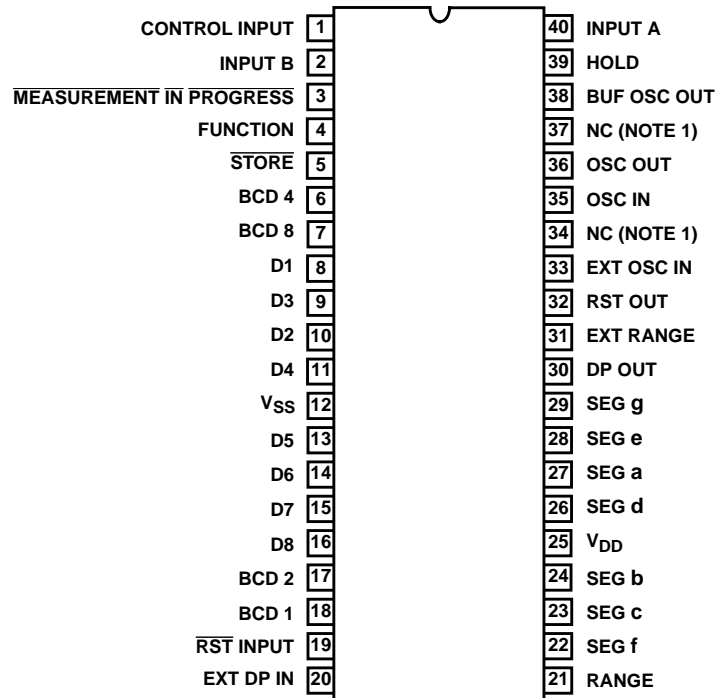 CONTROL INPUT 1 40 INPUT A
INPUT B 2 39 HOLD
MEASUREMENT IN PROGRESS 3 38 BUF OSC OUT
FUNCTION 4 37 NC (NOTE 1)
STORE 5 36 OSC OUT
BCD 4 6 35 OSC IN
BCD 8 7 34 NC (NOTE 1)
D1 8 33 EXT OSC IN
D3 9 32 RST OUT
D2 10 31 EXT RANGE
D4 11 30 DP OUT
VSS 12 29 SEG g
D5 13 28 SEG e
D6 14 27 SEG a
D7 15 26 SEG d
D8 16 25 VDD
BCD 2 17 24 SEG b
BCD 1 18 23 SEG c
RST INPUT 19 22 SEG f
EXT DP IN 20 21 RANGE